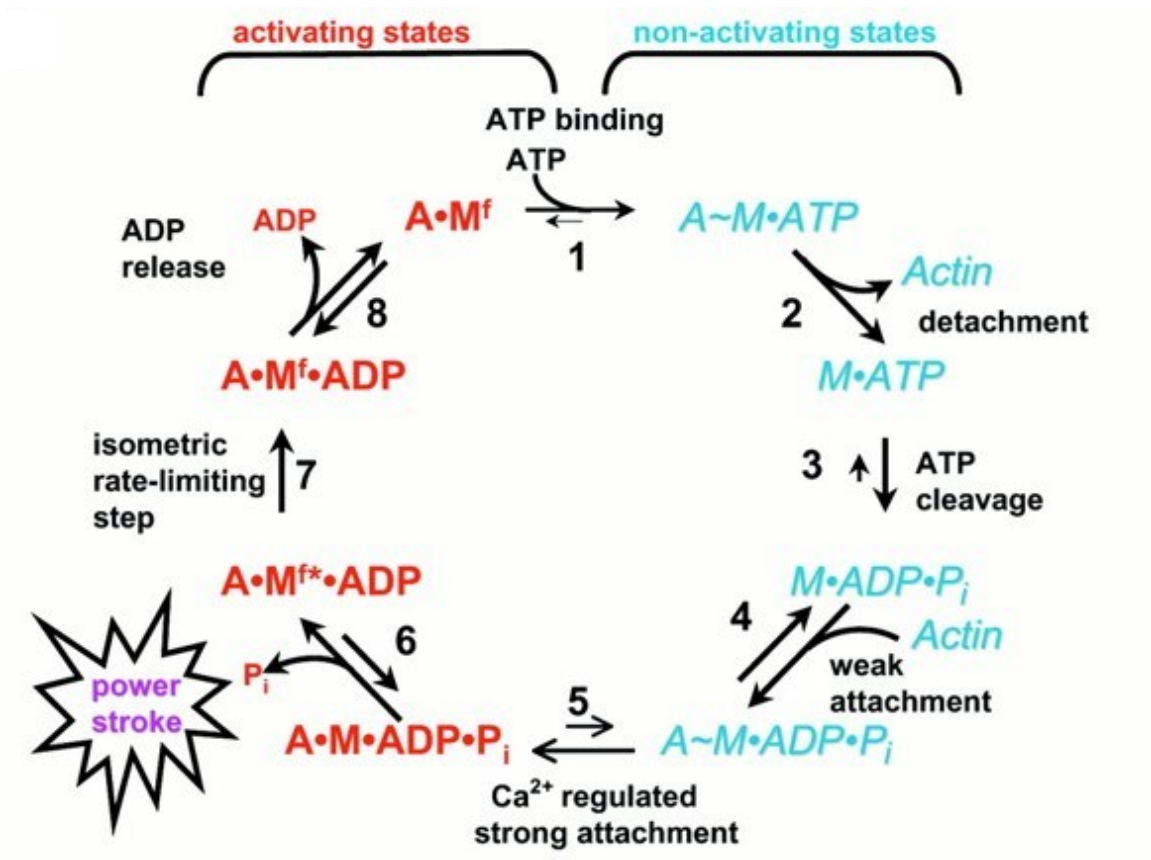 activating states
non-activating states
ATP binding
ATP
ADP
release
ADP
A•Mᶠ
1
A~M•ATP
8
2
Actin
detachment
A•Mᶠ•ADP
M•ATP
isometric
rate-limiting
step
7
3
ATP
cleavage
A•Mᶠ*•ADP
M•ADP•Pᵢ
6
4
Actin
power
stroke
Pᵢ
weak
attachment
5
A•M•ADP•Pᵢ
A~M•ADP•Pᵢ
Ca²⁺ regulated
strong attachment